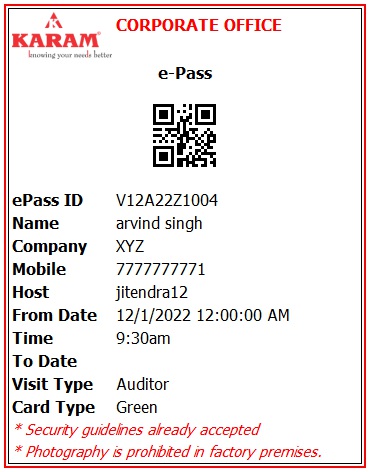 CORPORATE OFFICE
KARAM®
knowing your needs better
e-Pass
ePass ID V12A22Z1004
Name arvind singh
Company XYZ
Mobile 7777777771
Host jitendra12
From Date 12/1/2022 12:00:00 AM
Time 9:30am
To Date
Visit Type Auditor
Card Type Green
* Security guidelines already accepted
* Photography is prohibited in factory premises.